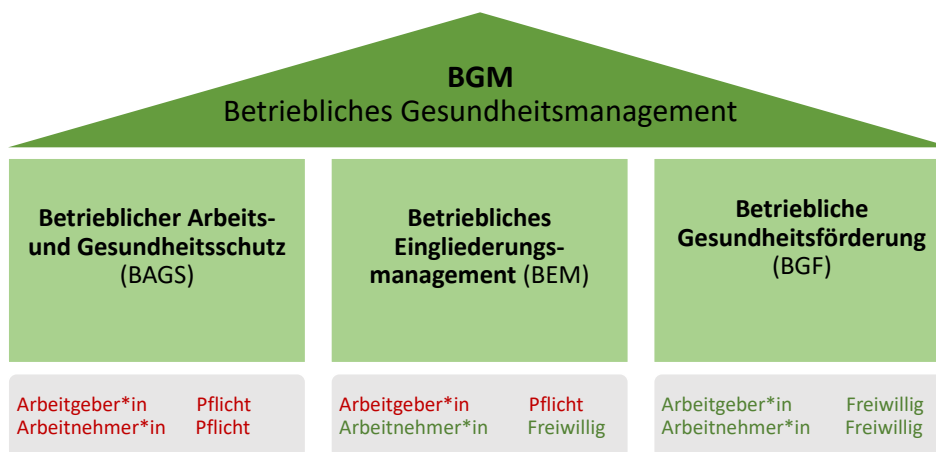 BGM
Betriebliches Gesundheitsmanagement
Betrieblicher Arbeits-
und Gesundheitsschutz
(BAGS)
Betriebliches
Eingliederungs-
management (BEM)
Betriebliche
Gesundheitsförderung
(BGF)
Arbeitgeber*in Pflicht
Arbeitnehmer*in Pflicht
Arbeitgeber*in Pflicht
Arbeitnehmer*in Freiwillig
Arbeitgeber*in Freiwillig
Arbeitnehmer*in Freiwillig